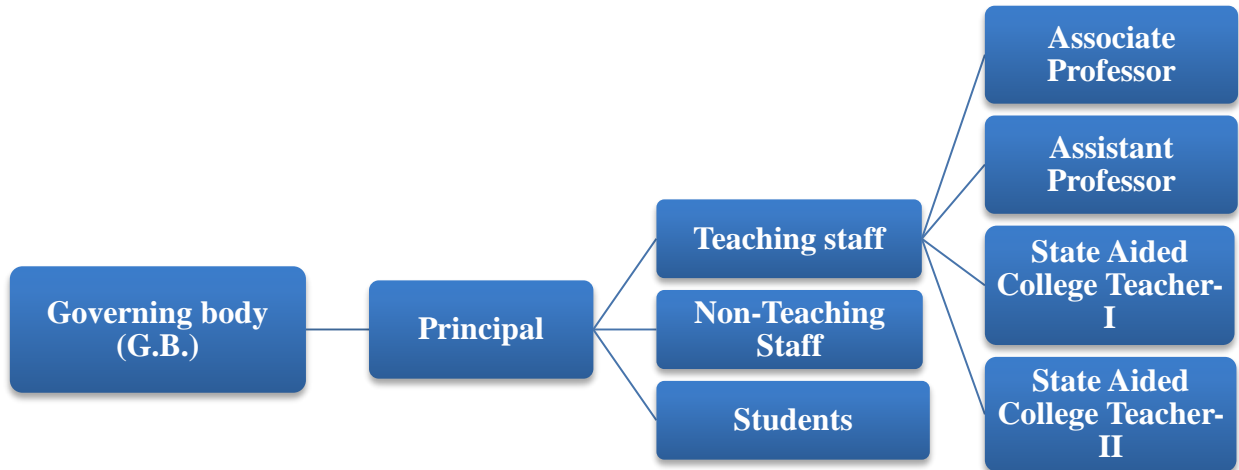 Governing body
(G.B.)
Principal
Teaching staff
Non-Teaching
Staff
Students
Associate
Professor
Assistant
Professor
State Aided
College Teacher-
I
State Aided
College Teacher-
II